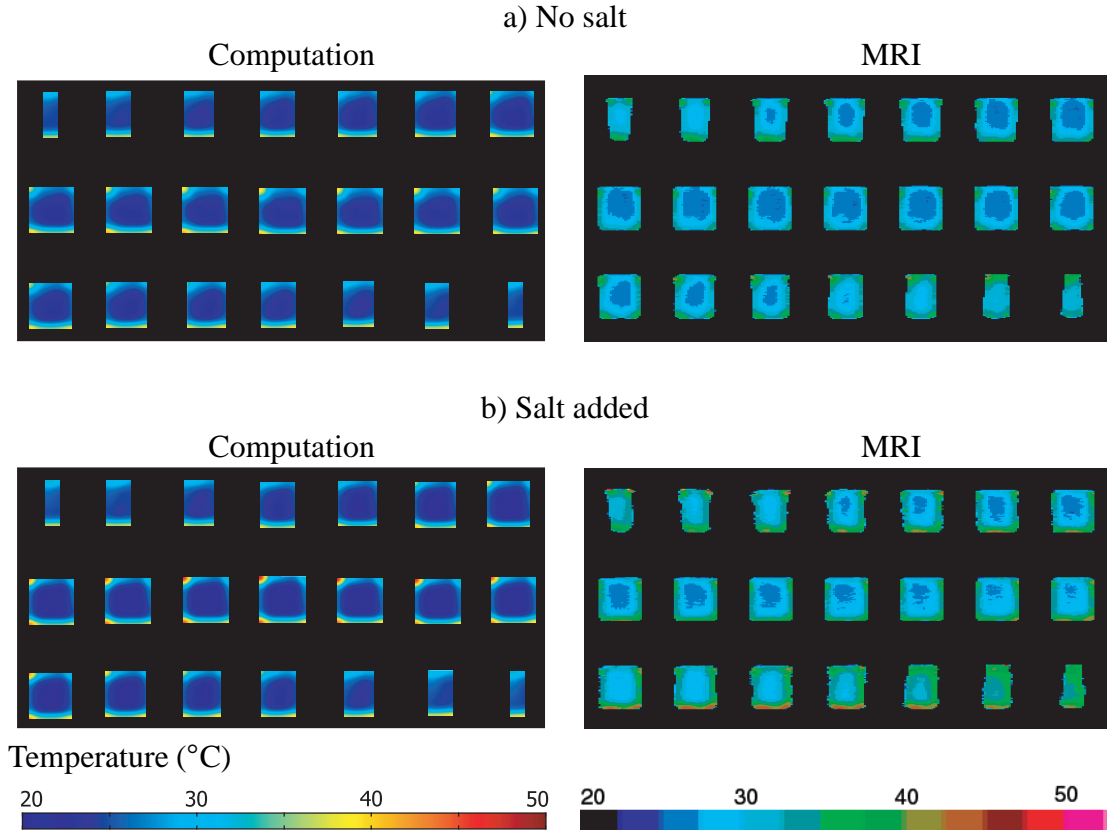 a) No salt
Computation MRI
b) Salt added
Computation MRI
Temperature (°C)
20 30 40 50 20 30 40 50